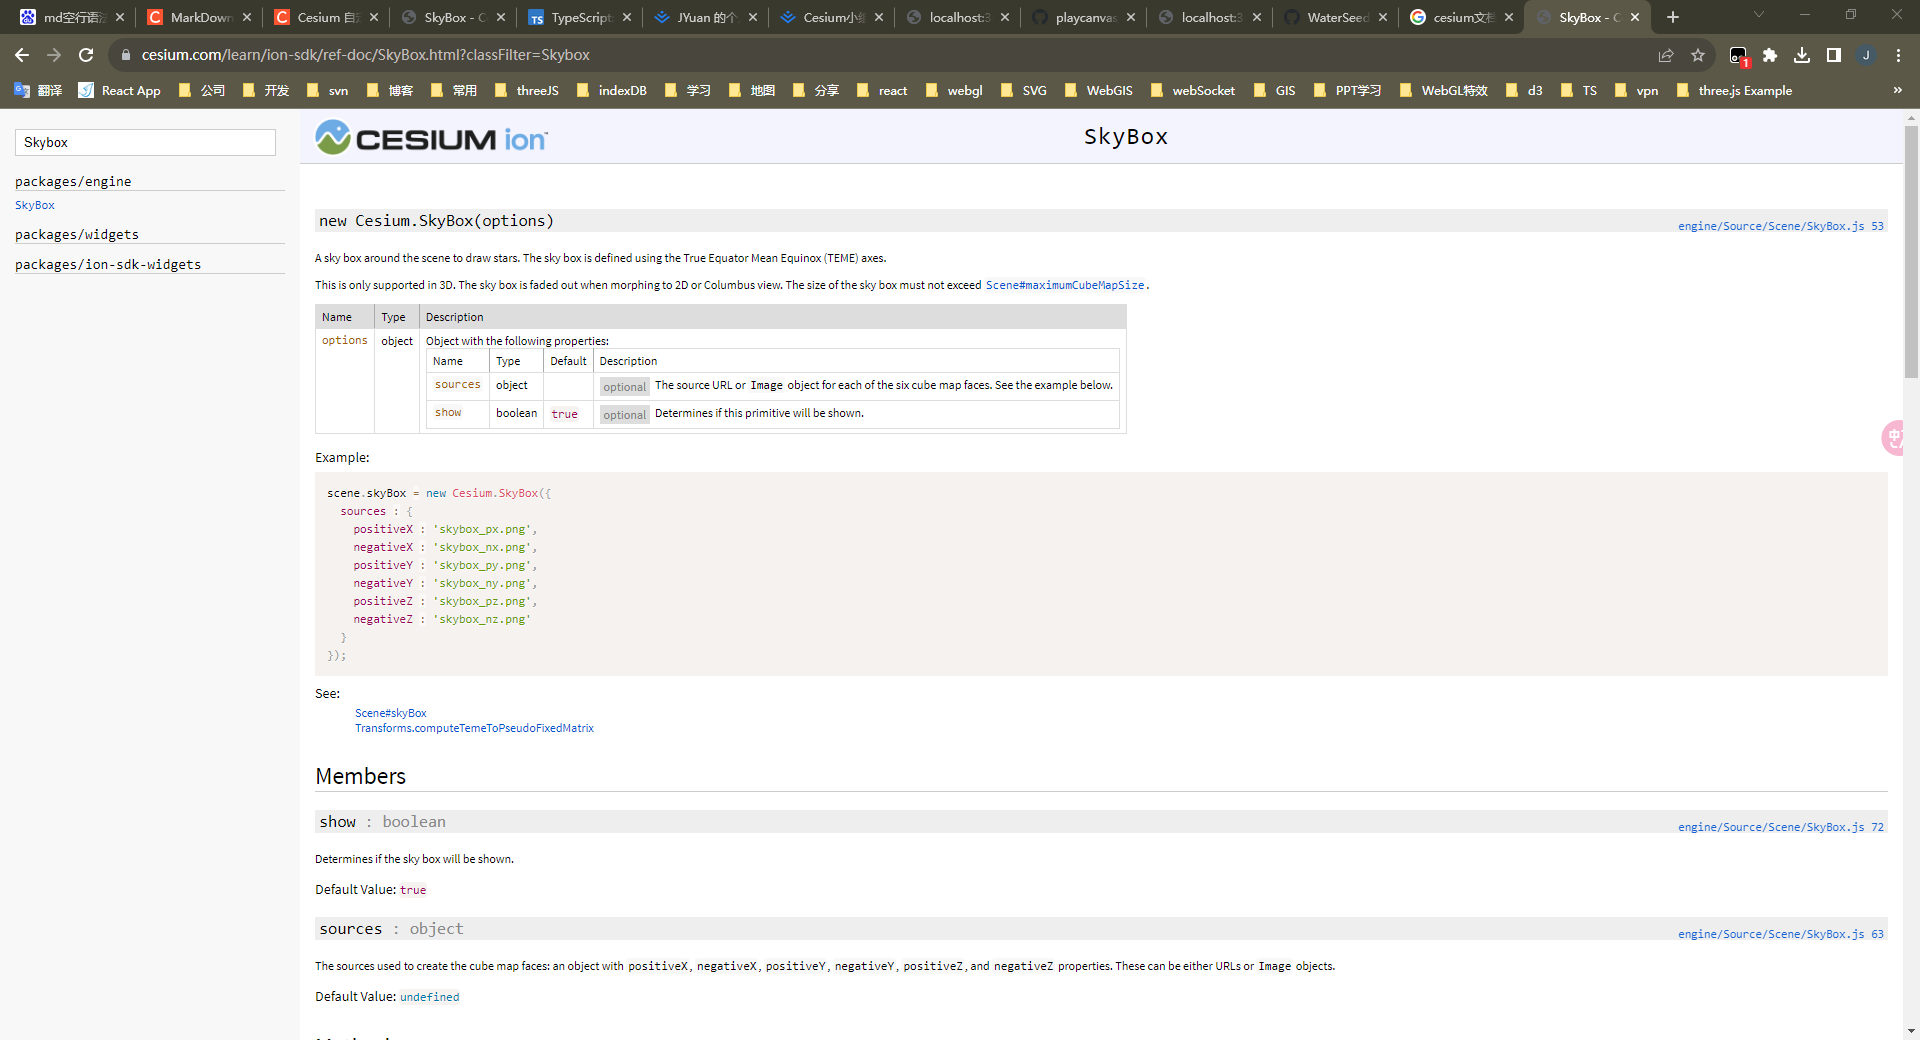 md空行语法
MarkDown
Cesium 自定
SkyBox - C
TypeScript
JYuan 的个
Cesium小组
localhost:3
playcanvas
localhost:3
WaterSeed
cesium文档
SkyBox - C
cesium.com/learn/ion-sdk/ref-doc/SkyBox.html?classFilter=Skybox
1
J
翻译 React App 公司 开发 svn 博客 常用 threeJS indexDB 学习 地图 分享 react webgl SVG WebGIS webSocket GIS PPT学习 WebGL特效 d3 TS vpn three.js Example »
Skybox
packages/engine
SkyBox
packages/widgets
packages/ion-sdk-widgets
CESIUM ion
SkyBox
new Cesium.SkyBox(options)
engine/Source/Scene/SkyBox.js 53
A sky box around the scene to draw stars. The sky box is defined using the True Equator Mean Equinox (TEME) axes.
This is only supported in 3D. The sky box is faded out when morphing to 2D or Columbus view. The size of the sky box must not exceed Scene#maximumCubeMapSize.
Name Type Description
options object Object with the following properties:
Name Type Default Description
sources object optional The source URL or Image object for each of the six cube map faces. See the example below.
show boolean true optional Determines if this primitive will be shown.
Example:
scene.skyBox = new Cesium.SkyBox({
sources : {
positiveX : 'skybox_px.png',
negativeX : 'skybox_nx.png',
positiveY : 'skybox_py.png',
negativeY : 'skybox_ny.png',
positiveZ : 'skybox_pz.png',
negativeZ : 'skybox_nz.png'
}
});
See:
Scene#skyBox
Transforms.computeTemeToPseudoFixedMatrix
Members
show : boolean
engine/Source/Scene/SkyBox.js 72
Determines if the sky box will be shown.
Default Value: true
sources : object
engine/Source/Scene/SkyBox.js 63
The sources used to create the cube map faces: an object with positiveX, negativeX, positiveY, negativeY, positiveZ, and negativeZ properties. These can be either URLs or Image objects.
Default Value: undefined